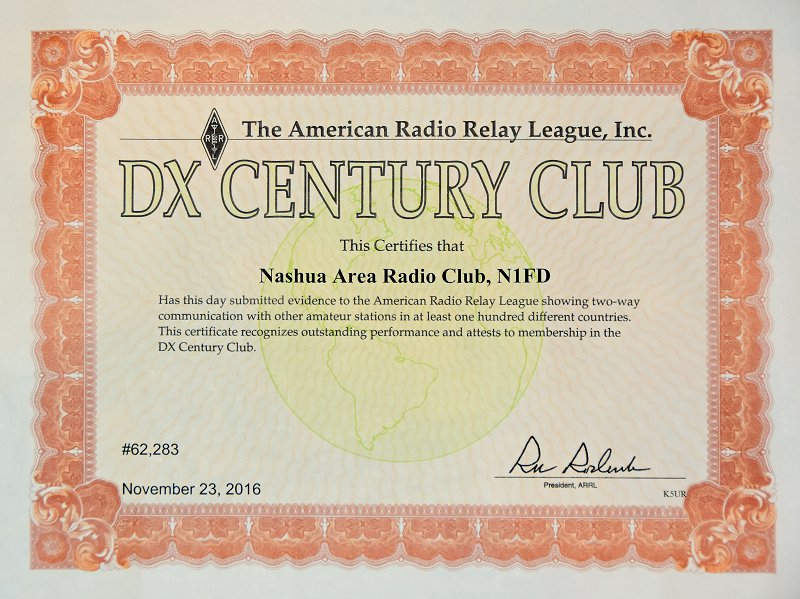 The American Radio Relay League, Inc.
A
R R
L
DX CENTURY CLUB
This Certifies that
Nashua Area Radio Club, N1FD
Has this day submitted evidence to the American Radio Relay League showing two-way
communication with other amateur stations in at least one hundred different countries.
This certificate recognizes outstanding performance and attests to membership in the
DX Century Club.
#62,283
November 23, 2016
President, ARRL
K5UR